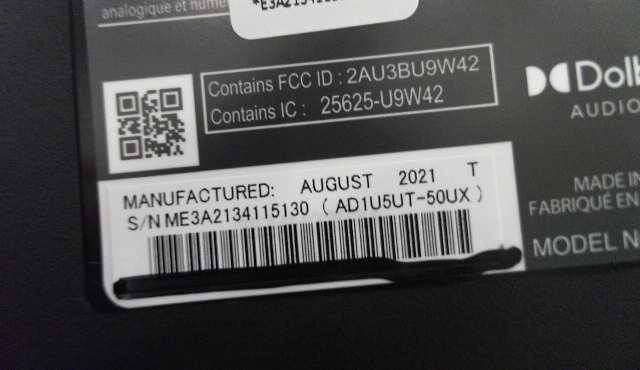 analogique et numé
Contains FCC ID : 2AU3BU9W42
Contains IC : 25625-U9W42
Dolb
AUDIO
MANUFACTURED: AUGUST 2021 T
S/N ME3A2134115130 ( AD1U5UT-50UX )
MADE IN
FABRIQUÉ EN
MODEL N